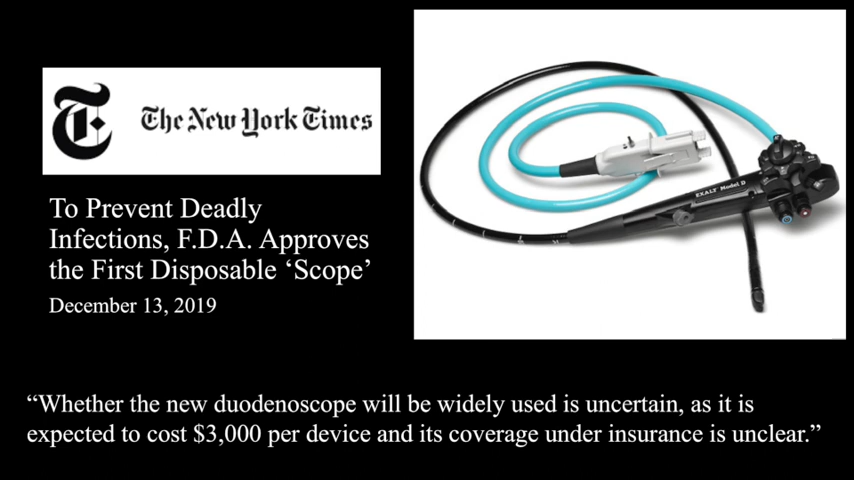 The New York Times
To Prevent Deadly
Infections, F.D.A. Approves
the First Disposable ‘Scope’
December 13, 2019
EXALT Model D
“Whether the new duodenoscope will be widely used is uncertain, as it is
expected to cost $3,000 per device and its coverage under insurance is unclear.”